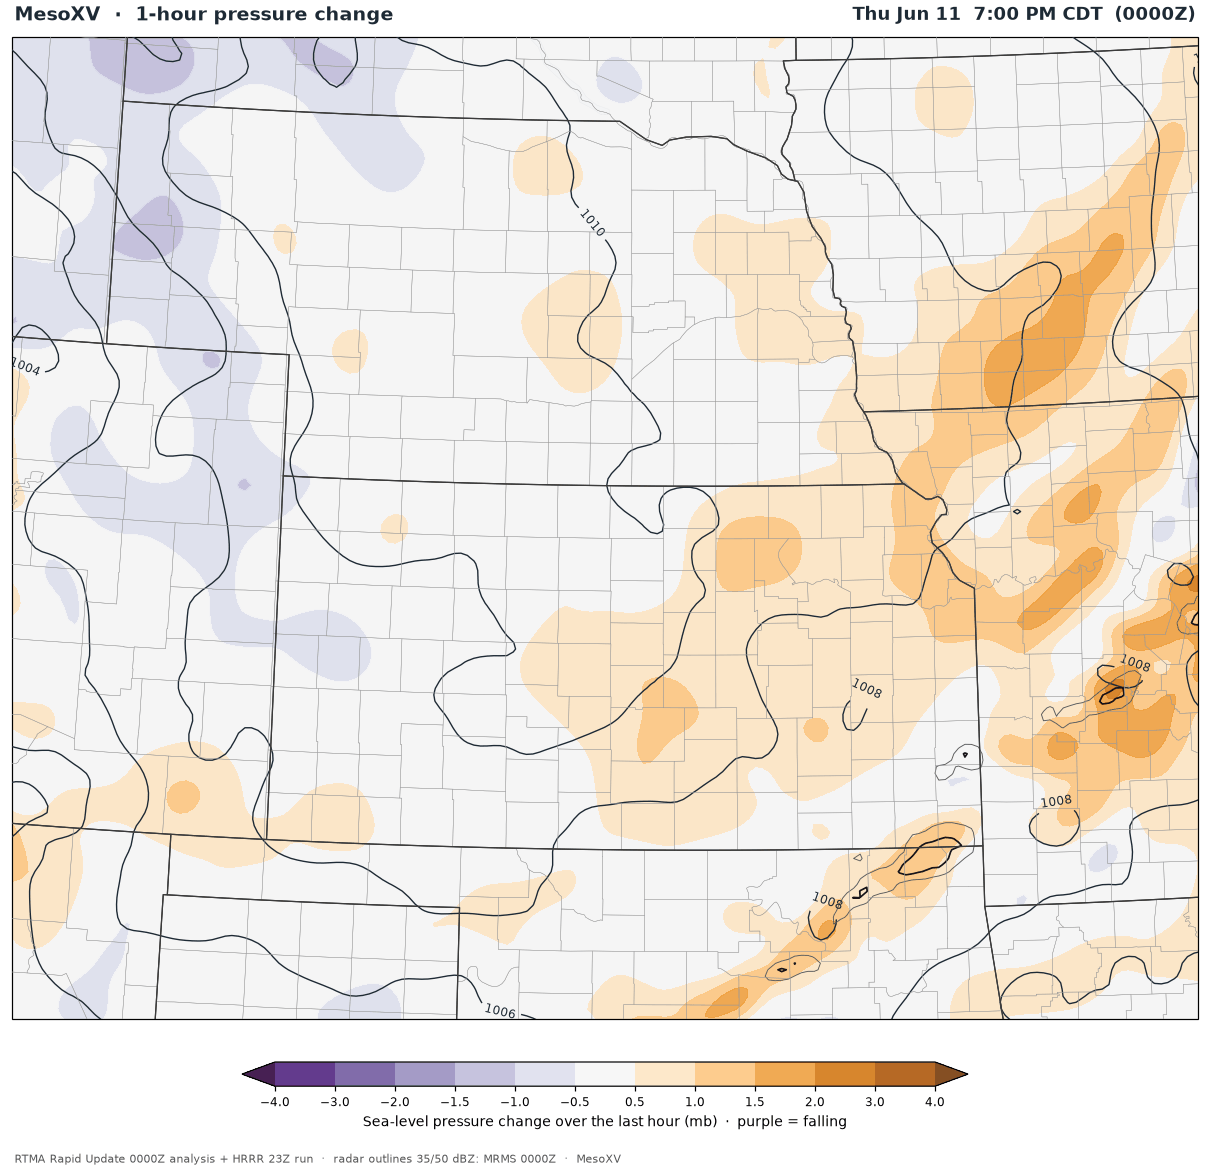 MesoXV · 1-hour pressure change
Thu Jun 11 7:00 PM CDT (0000Z)
1010
1004
1008
1008
1008
1008
1006
−4.0 −3.0 −2.0 −1.5 −1.0 −0.5 0.5 1.0 1.5 2.0 3.0 4.0
Sea-level pressure change over the last hour (mb) · purple = falling
RTMA Rapid Update 0000Z analysis + HRRR 23Z run · radar outlines 35/50 dBZ: MRMS 0000Z · MesoXV